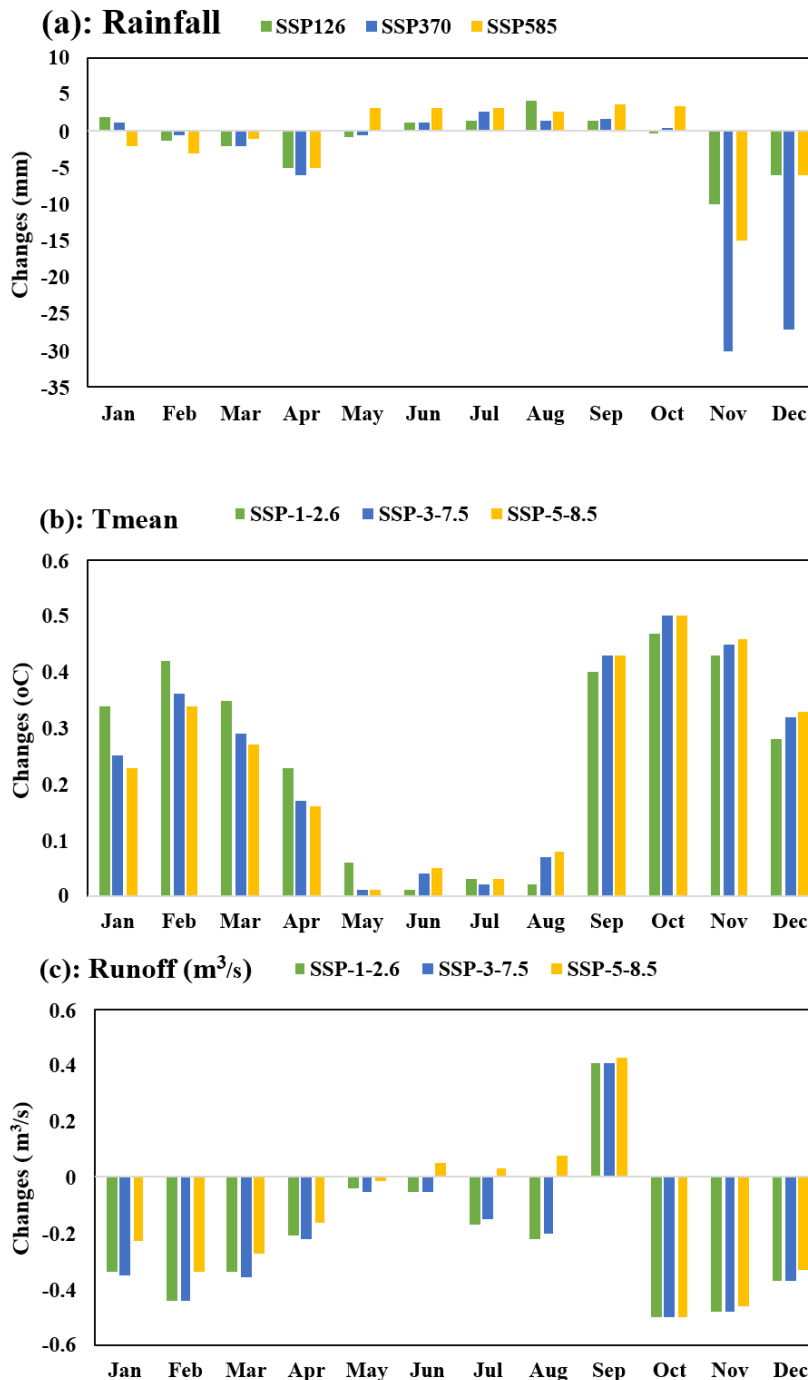 (a): Rainfall SSP126 SSP370 SSP585
10
5
0
-5
-10
-15
-20
-25
-30
-35
Changes (mm)
Jan Feb Mar Apr May Jun Jul Aug Sep Oct Nov Dec
(b): Tmean SSP-1-2.6 SSP-3-7.5 SSP-5-8.5
0.6
0.5
0.4
0.3
0.2
0.1
0
Changes (oC)
Jan Feb Mar Apr May Jun Jul Aug Sep Oct Nov Dec
(c): Runoff (m³/s) SSP-1-2.6 SSP-3-7.5 SSP-5-8.5
0.6
0.4
0.2
0
-0.2
-0.4
-0.6
Changes ( m³/s)
Jan Feb Mar Apr May Jun Jul Aug Sep Oct Nov Dec